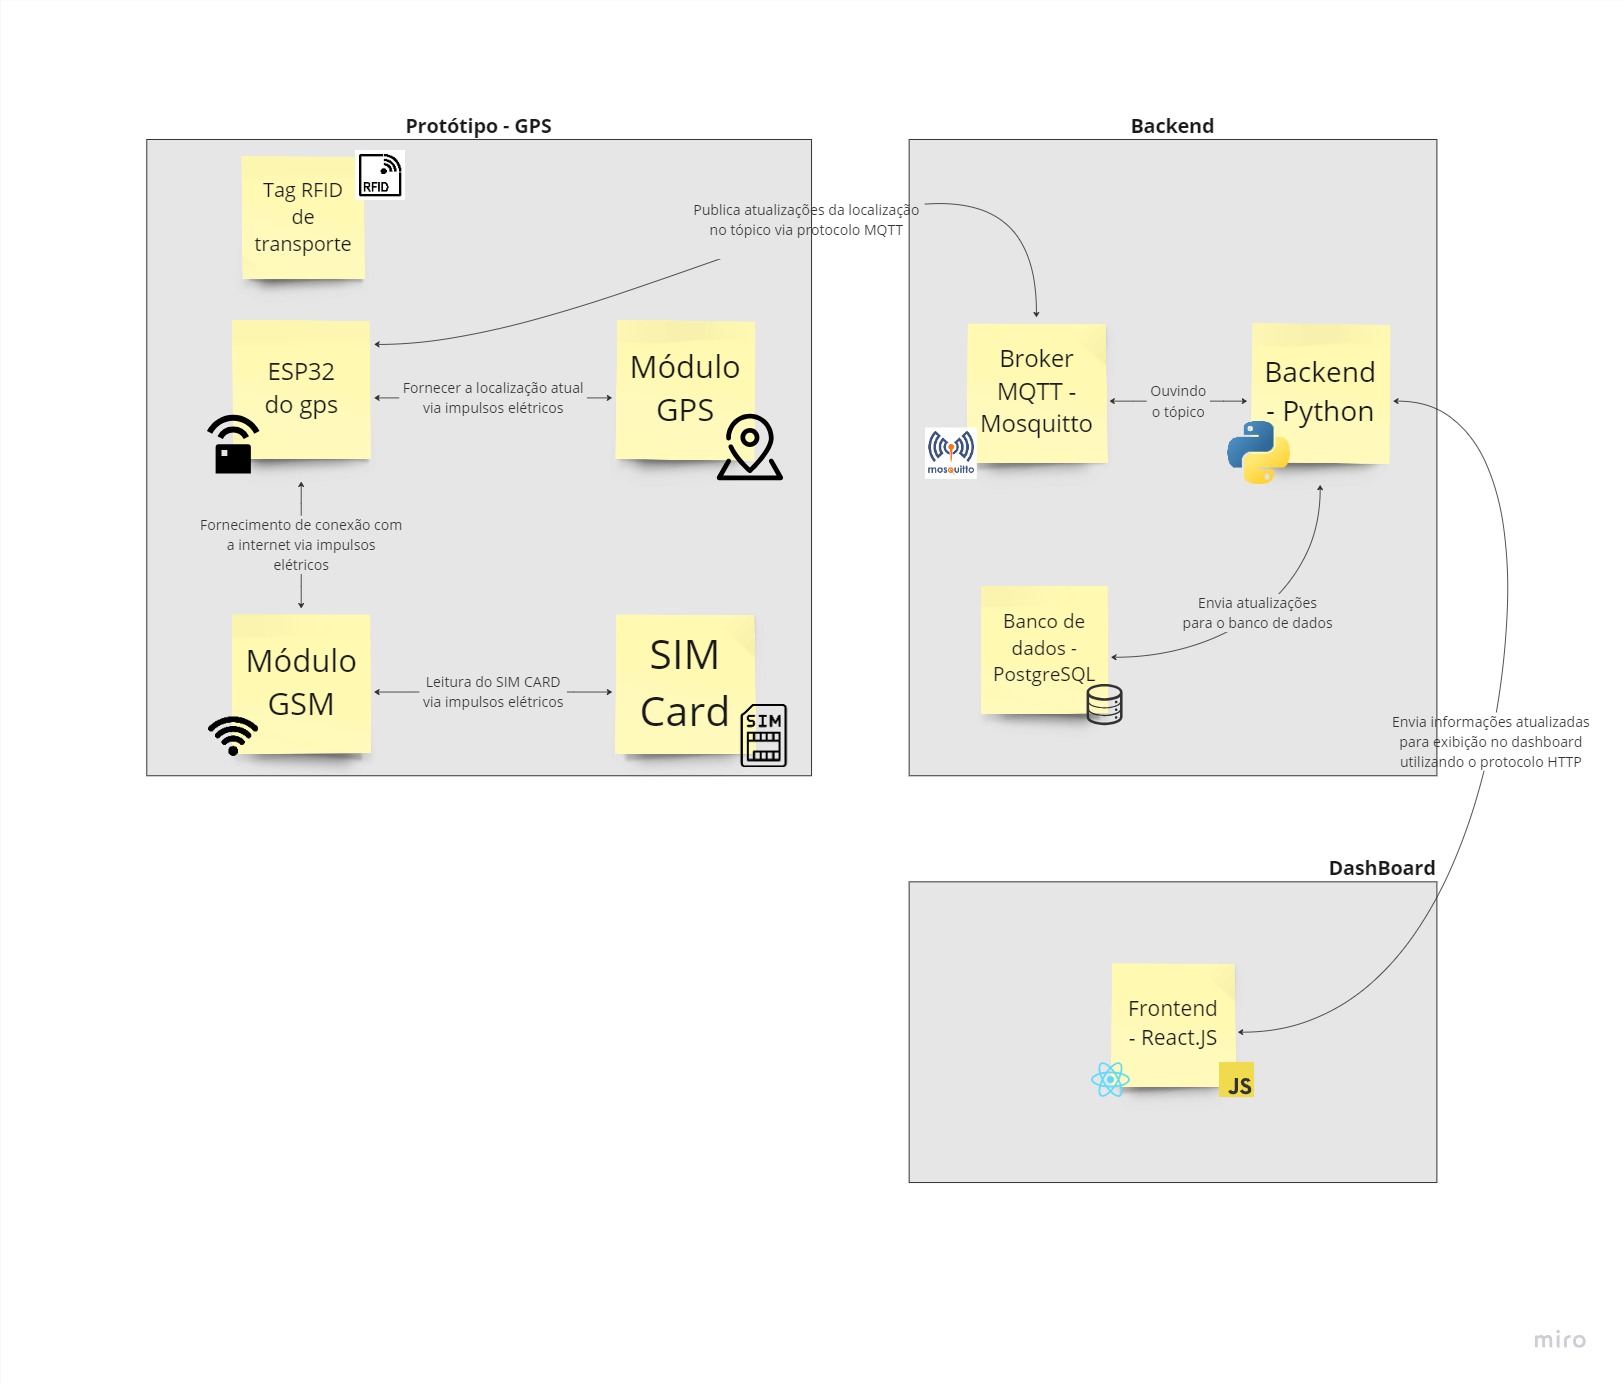 Protótipo - GPS
Tag RFID
de
transporte
RFID
Publica atualizações da localização
no tópico via protocolo MQTT
ESP32
do gps
Fornecer a localização atual
via impulsos elétricos
Módulo
GPS
Fornecimento de conexão com
a internet via impulsos
elétricos
Módulo
GSM
Leitura do SIM CARD
via impulsos elétricos
SIM
Card
SIM
Backend
Broker
MQTT -
Mosquitto
mosquitto
Ouvindo
o tópico
Backend
- Python
Envia atualizações
para o banco de dados
Banco de
dados -
PostgreSQL
Envia informações atualizadas
para exibição no dashboard
utilizando o protocolo HTTP
DashBoard
Frontend
- React.JS
JS
miro